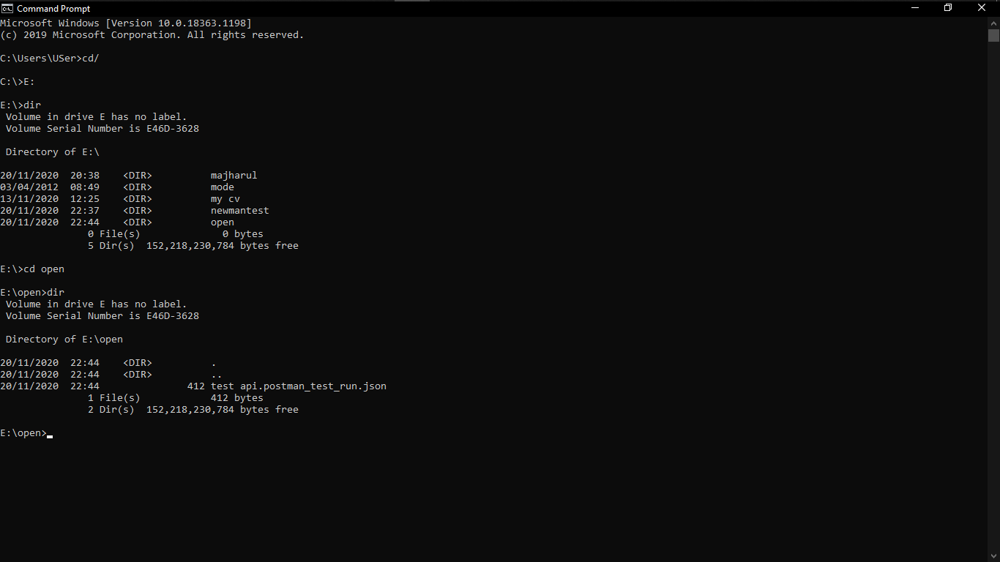 Command Prompt
Microsoft Windows [Version 10.0.18363.1198]
(c) 2019 Microsoft Corporation. All rights reserved.
C:\Users\USer>cd/
C:\>E:
E:\>dir
 Volume in drive E has no label.
 Volume Serial Number is E46D-3628
 Directory of E:\
20/11/2020  20:38    <DIR>          majharul
03/04/2012  08:49    <DIR>          mode
13/11/2020  12:25    <DIR>          my cv
20/11/2020  22:37    <DIR>          newmantest
20/11/2020  22:44    <DIR>          open
               0 File(s)              0 bytes
               5 Dir(s)  152,218,230,784 bytes free
E:\>cd open
E:\open>dir
 Volume in drive E has no label.
 Volume Serial Number is E46D-3628
 Directory of E:\open
20/11/2020  22:44    <DIR>          .
20/11/2020  22:44    <DIR>          ..
20/11/2020  22:44               412 test api.postman_test_run.json
               1 File(s)            412 bytes
               2 Dir(s)  152,218,230,784 bytes free
E:\open>